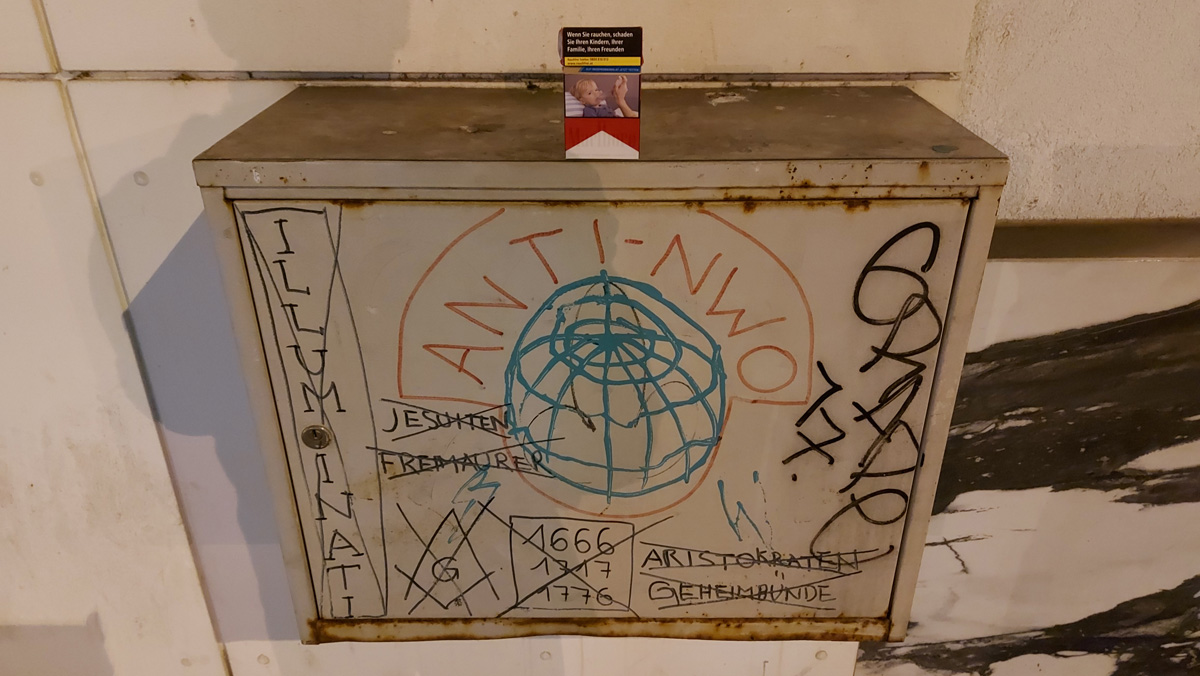 Wenn Sie rauchen, schaden
Sie Ihren Kindern, Ihrer
Familie, Ihren Freunden
ILLUMINATI
ANTI-NWO
JESUITEN
FREIMAURER
G
1666
1717
1776
ARISTOKRATEN
GEHEIMBÜNDE